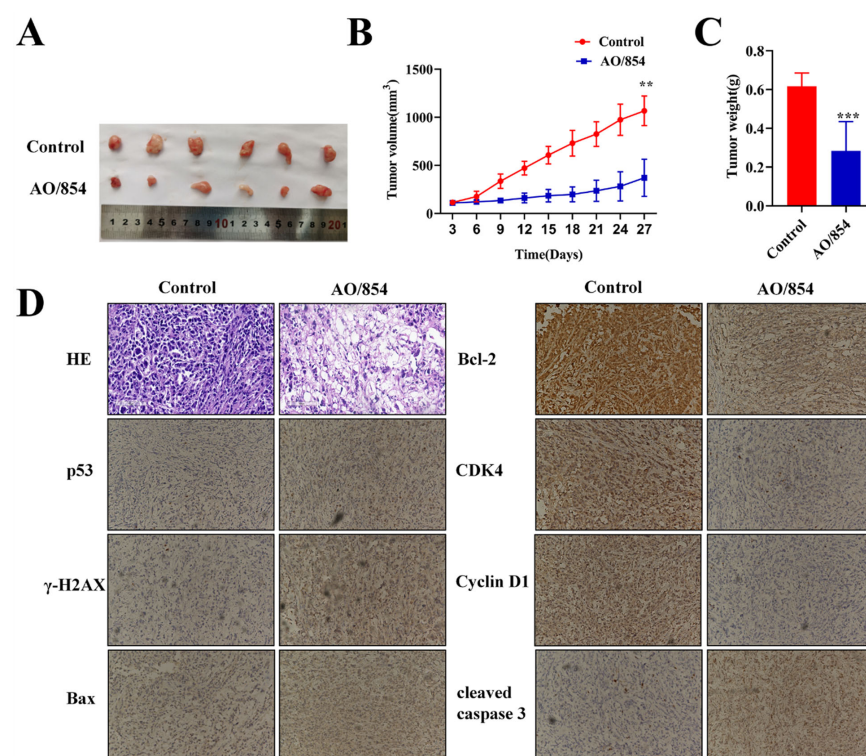 A
Control
AO/854
1 2 3 4 5 6 7 8 9 10 1 2 3 4 5 6 7 8 9 20 1
B
Control
AO/854
Tumor volume(mm³)
1500
1000
500
0
**
3 6 9 12 15 18 21 24 27
Time(Days)
C
Tumor weight(g)
0.8
0.6
0.4
0.2
0.0
***
Control
AO/854
D
Control AO/854
HE
p53
γ-H2AX
Bax
Control AO/854
Bcl-2
CDK4
Cyclin D1
cleaved
caspase 3